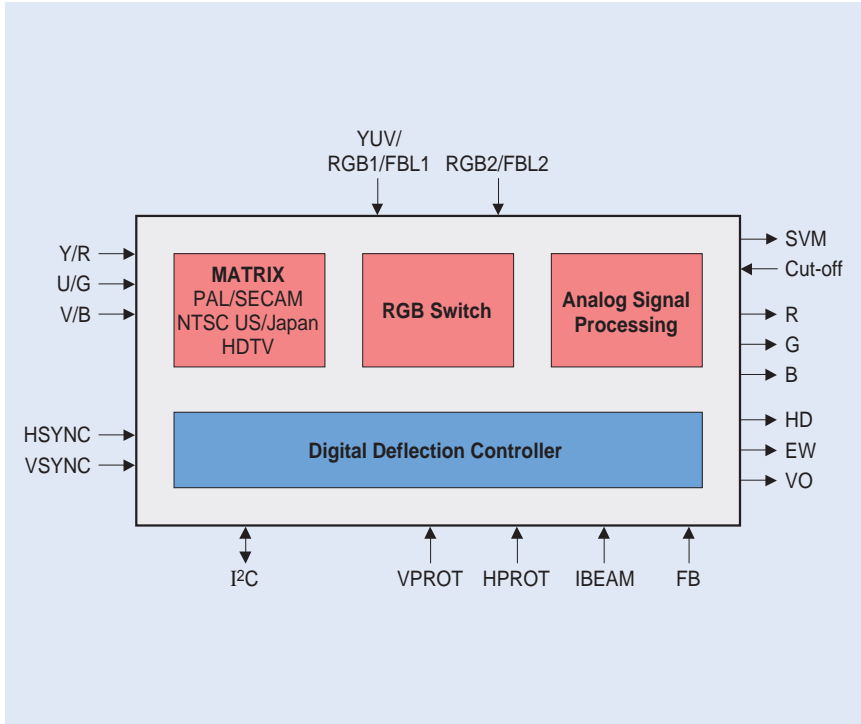 YUV/
RGB1/FBL1
RGB2/FBL2
Y/R
U/G
V/B
MATRIX
PAL/SECAM
NTSC US/Japan
HDTV
RGB Switch
Analog Signal
Processing
SVM
Cut-off
R
G
B
HSYNC
VSYNC
Digital Deflection Controller
HD
EW
VO
I²C
VPROT
HPROT
IBEAM
FB